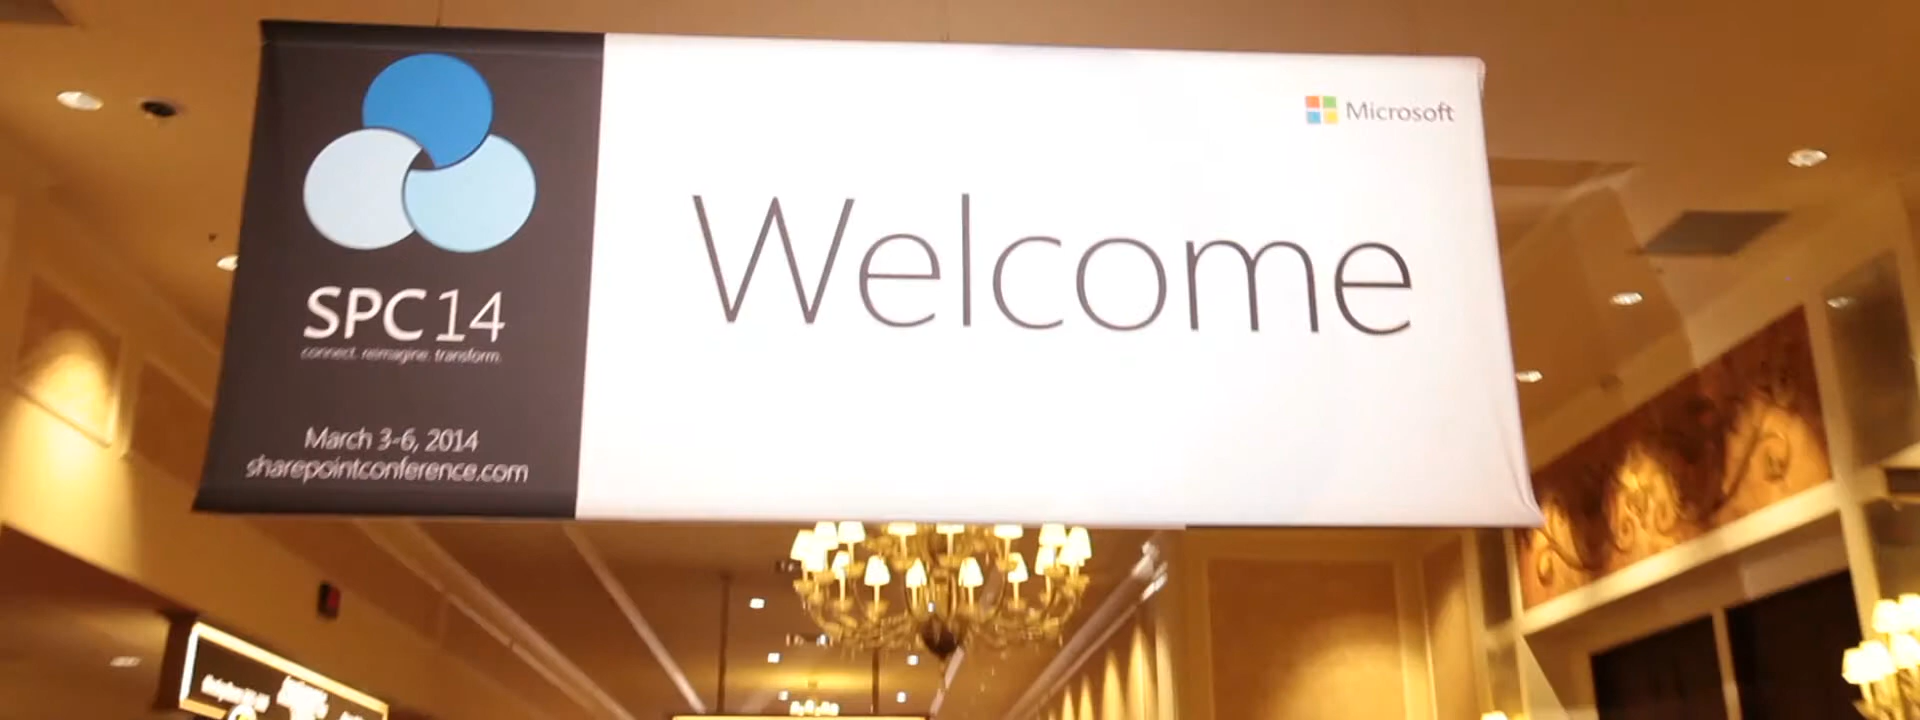 SPC14
connect. reimagine. transform.
March 3-6, 2014
sharepointconference.com
Microsoft
Welcome